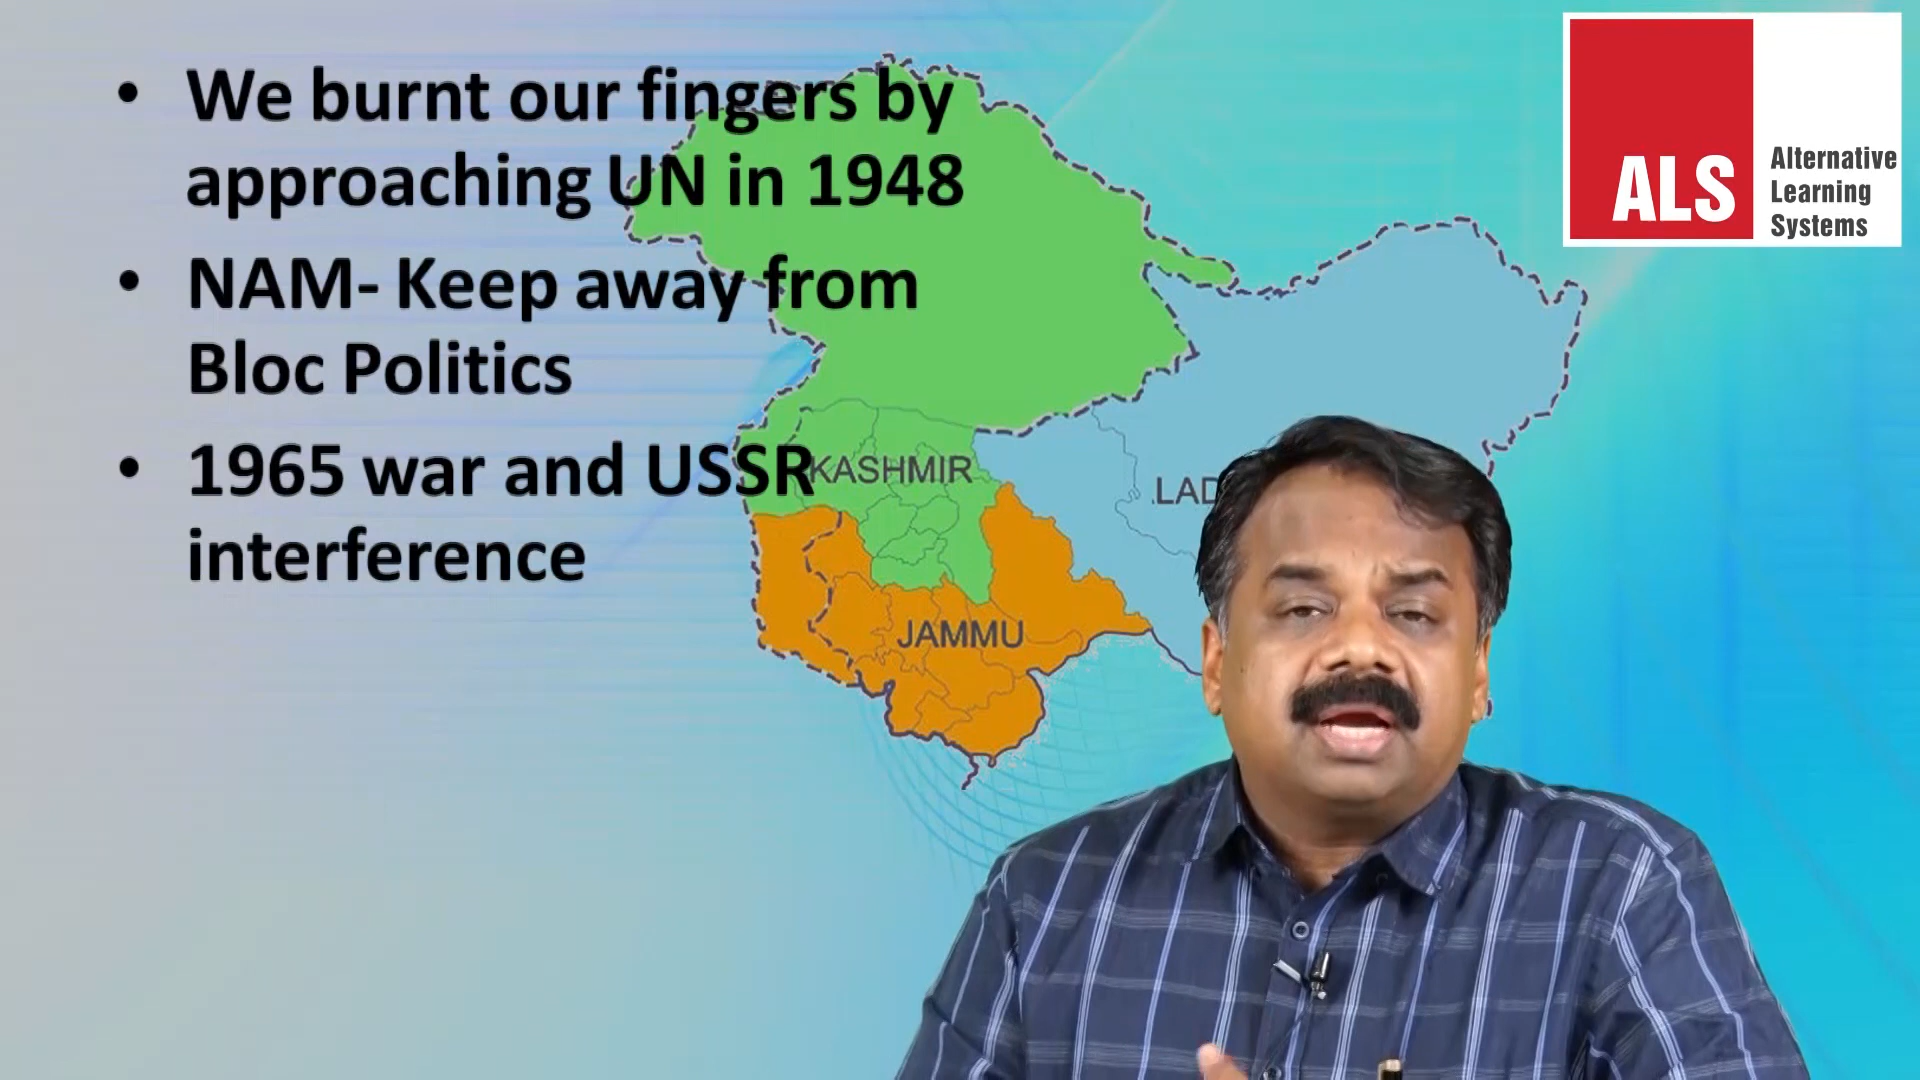 • We burnt our fingers by
approaching UN in 1948
• NAM- Keep away from
Bloc Politics
• 1965 war and USSR
interference
KASHMIR
LAD
JAMMU
ALS
Alternative
Learning
Systems